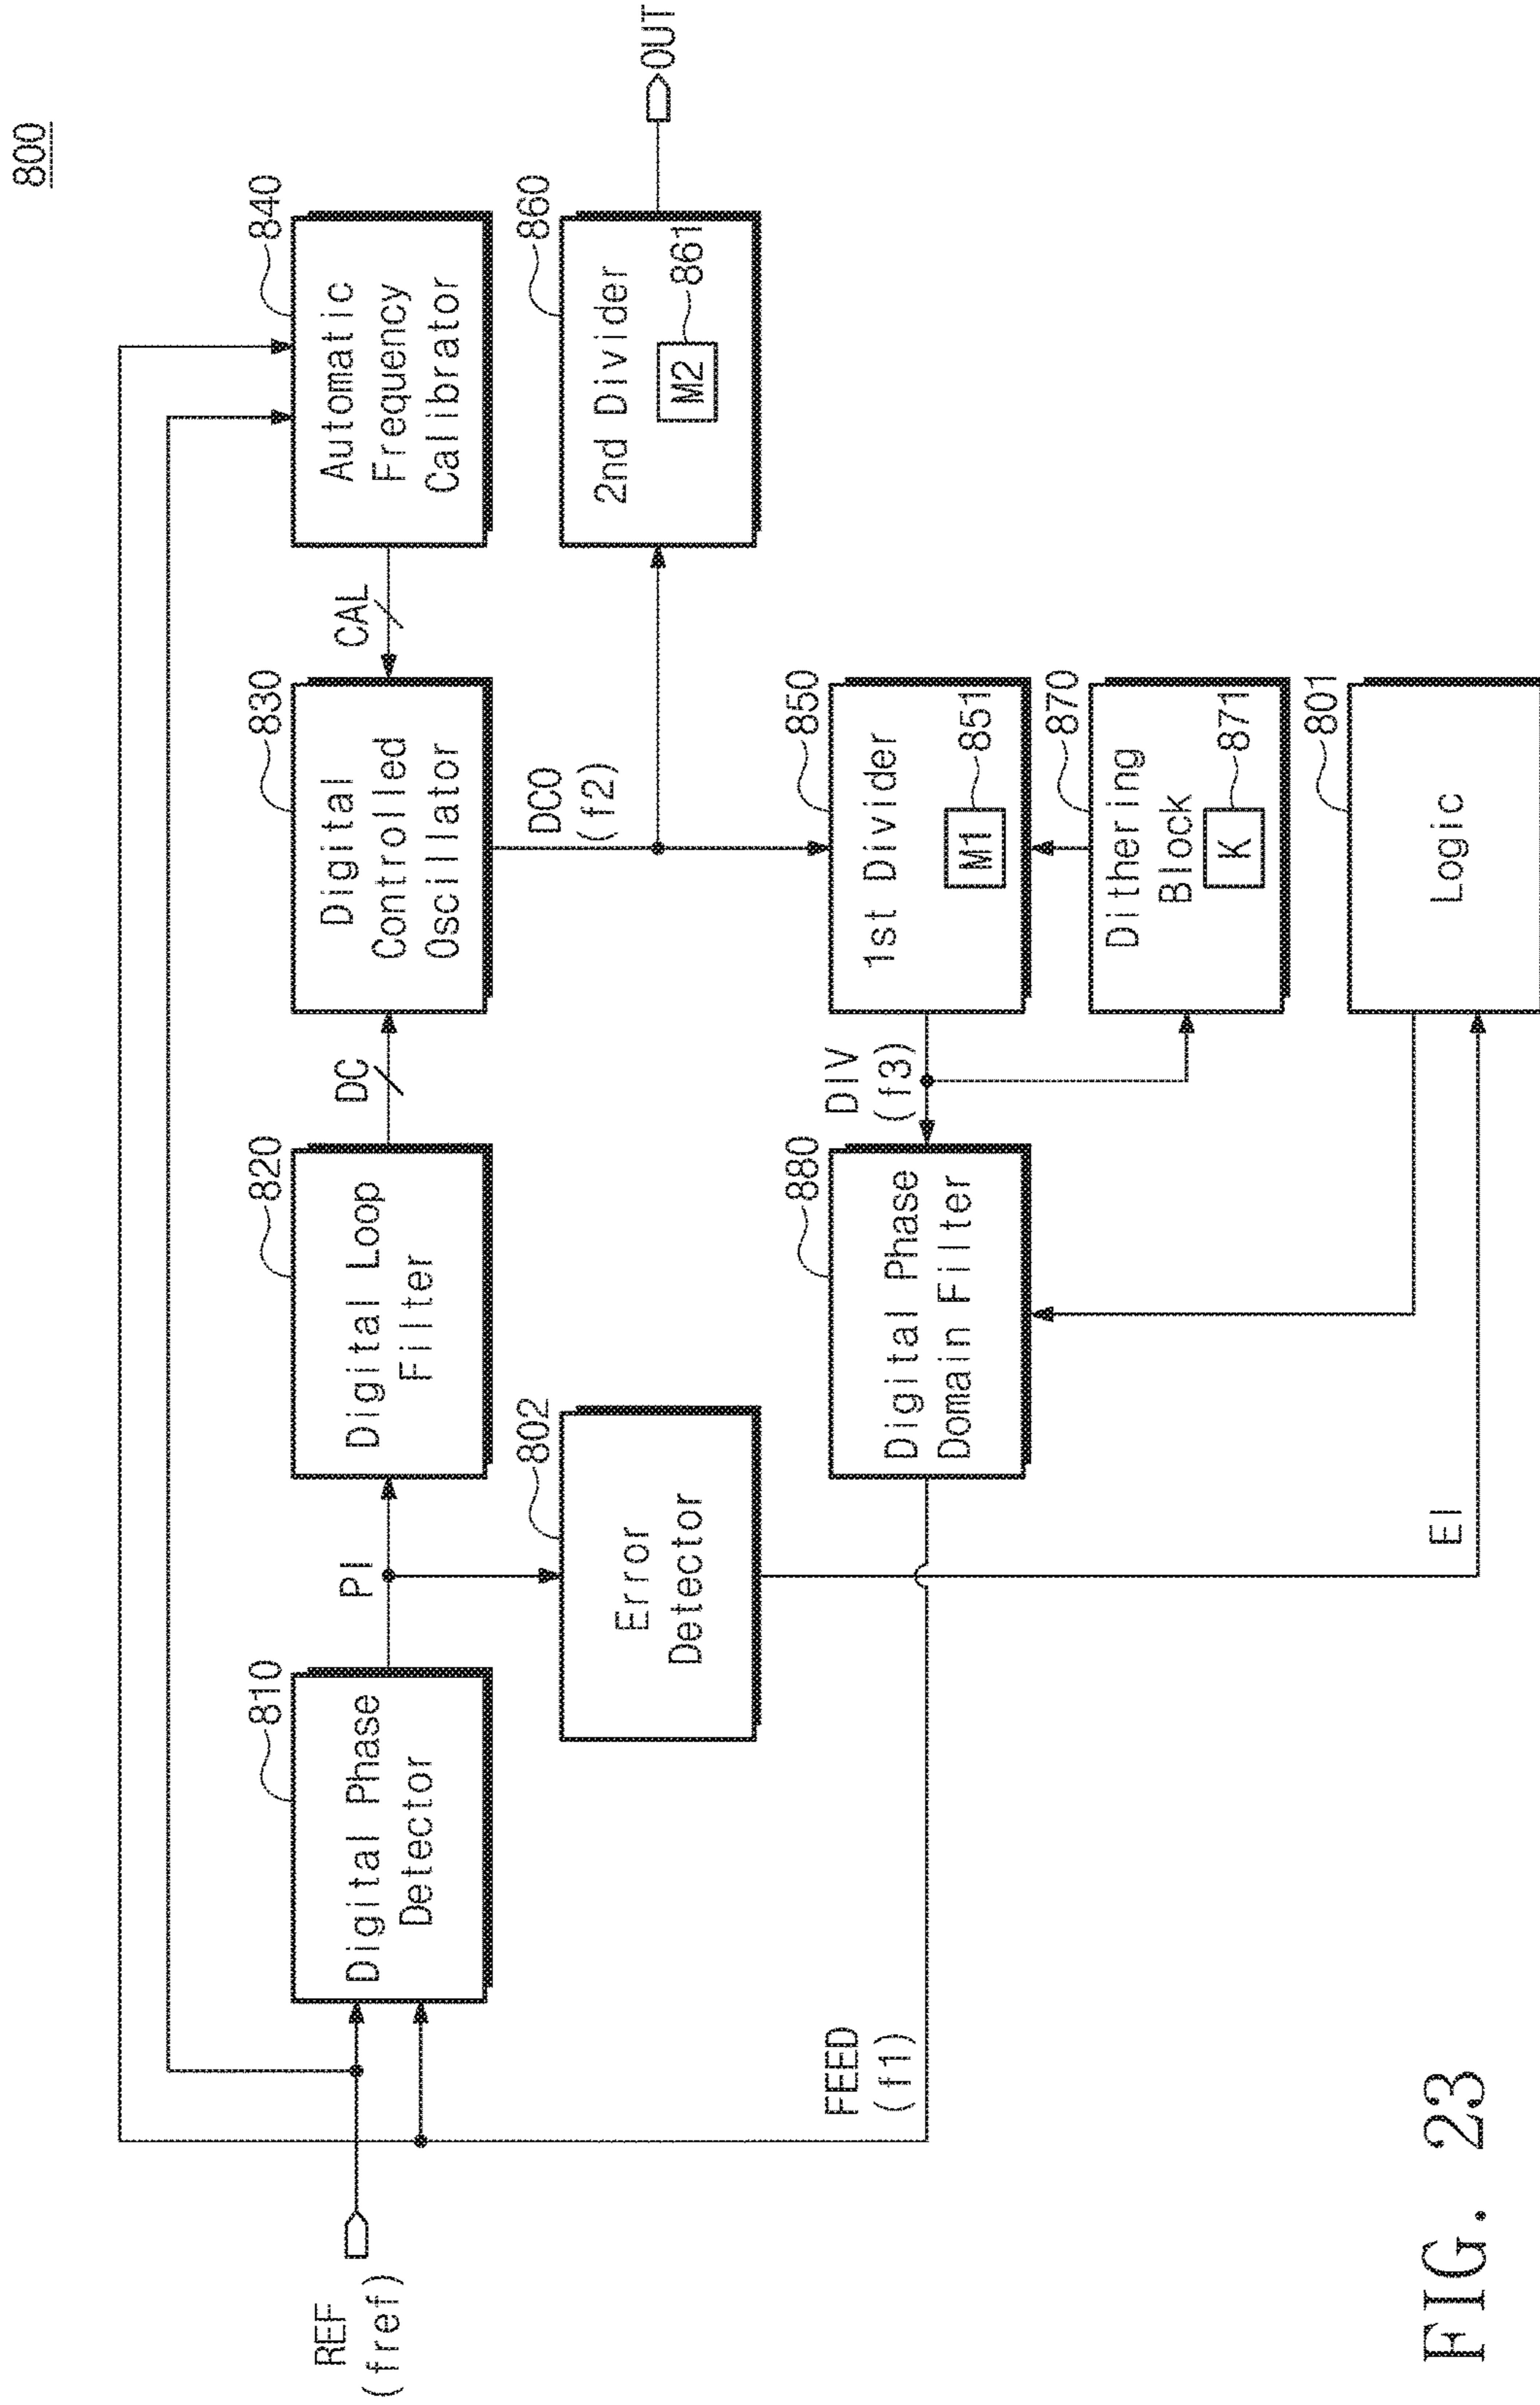 800
REF
(fref)
810
Digital Phase
Detector
PI
820
Digital Loop
Filter
DC
830
Digital
Controlled
Oscillator
CAL
840
Automatic
Frequency
Calibrator
802
Error
Detector
DCO
(f2)
860
2nd Divider
M2
861
OUT
FEED
(f1)
880
Digital Phase
Domain Filter
DIV
(f3)
850
1st Divider
M1
851
870
Dithering
Block
K
871
EI
801
Logic
FIG. 23